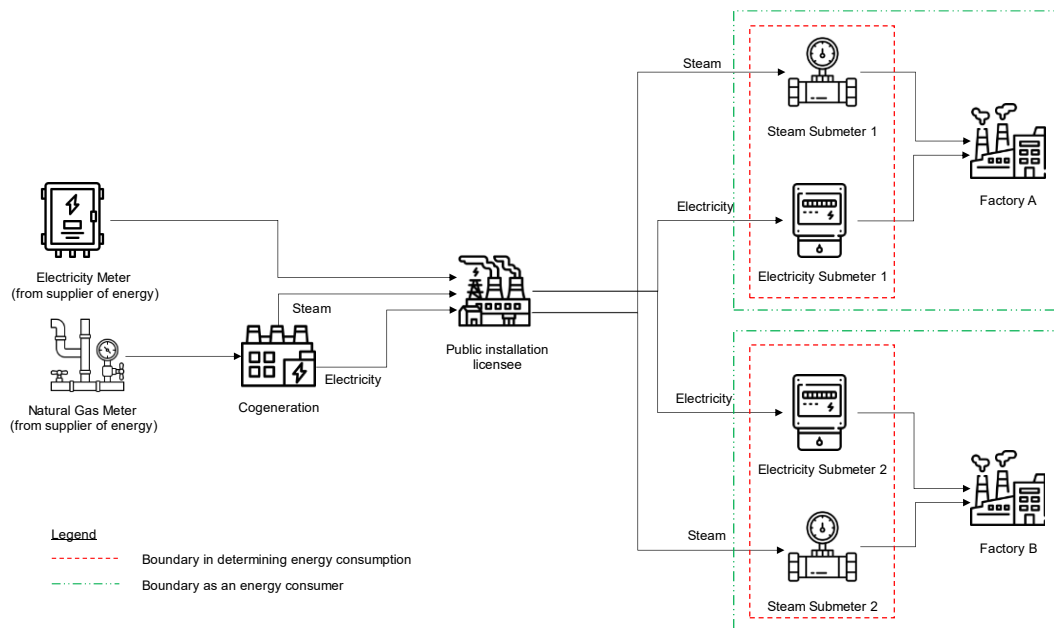 Steam
Steam Submeter 1
Factory A
Electricity
Electricity Submeter 1
Electricity Meter
(from supplier of energy)
Steam
Public installation
licensee
Electricity
Natural Gas Meter
(from supplier of energy)
Cogeneration
Electricity
Electricity Submeter 2
Factory B
Steam
Steam Submeter 2
Legend
Boundary in determining energy consumption
Boundary as an energy consumer